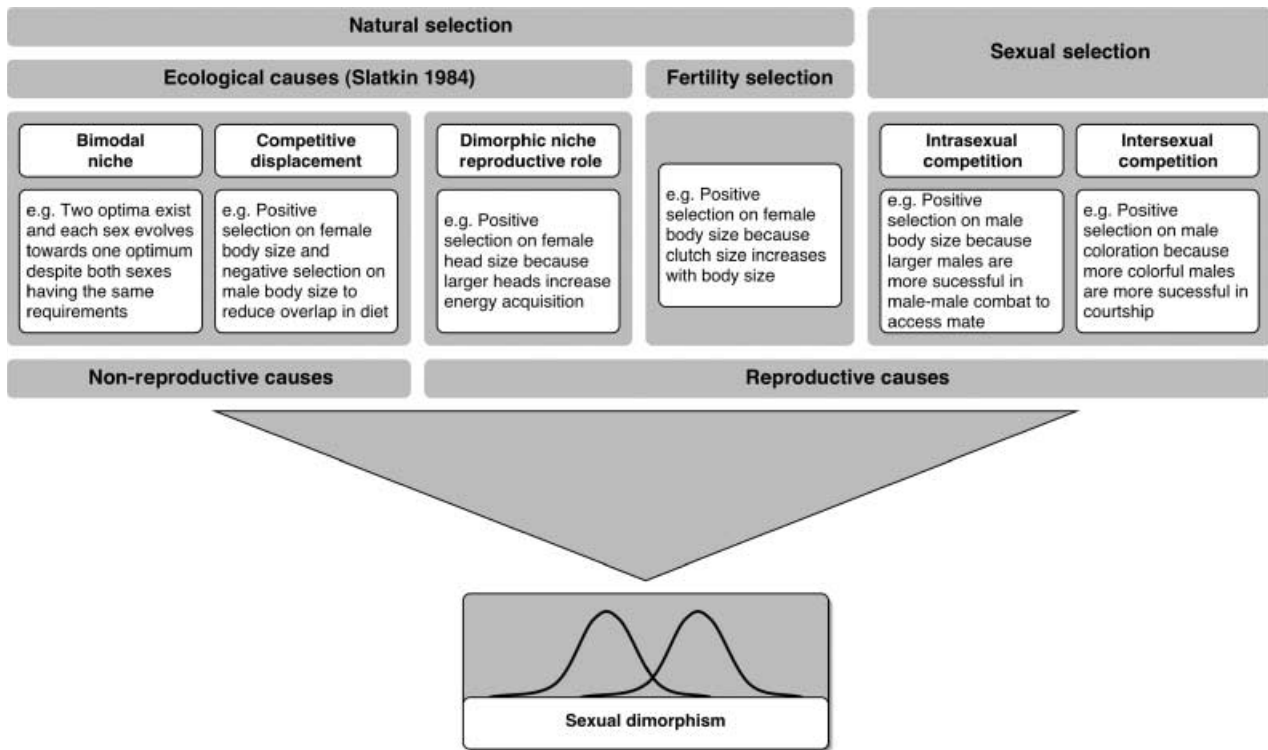 Natural selection
Sexual selection
Ecological causes (Slatkin 1984)
Fertility selection
Bimodal
niche
Competitive
displacement
Dimorphic niche
reproductive role
Intrasexual
competition
Intersexual
competition
e.g. Two optima exist
and each sex evolves
towards one optimum
despite both sexes
having the same
requirements
e.g. Positive
selection on female
body size and
negative selection on
male body size to
reduce overlap in diet
e.g. Positive
selection on female
head size because
larger heads increase
energy acquisition
e.g. Positive
selection on female
body size because
clutch size increases
with body size
e.g. Positive
selection on male
body size because
larger males are
more sucessful in
male-male combat to
access mate
e.g. Positive
selection on male
coloration because
more colorful males
are more sucessful in
courtship
Non-reproductive causes
Reproductive causes
Sexual dimorphism